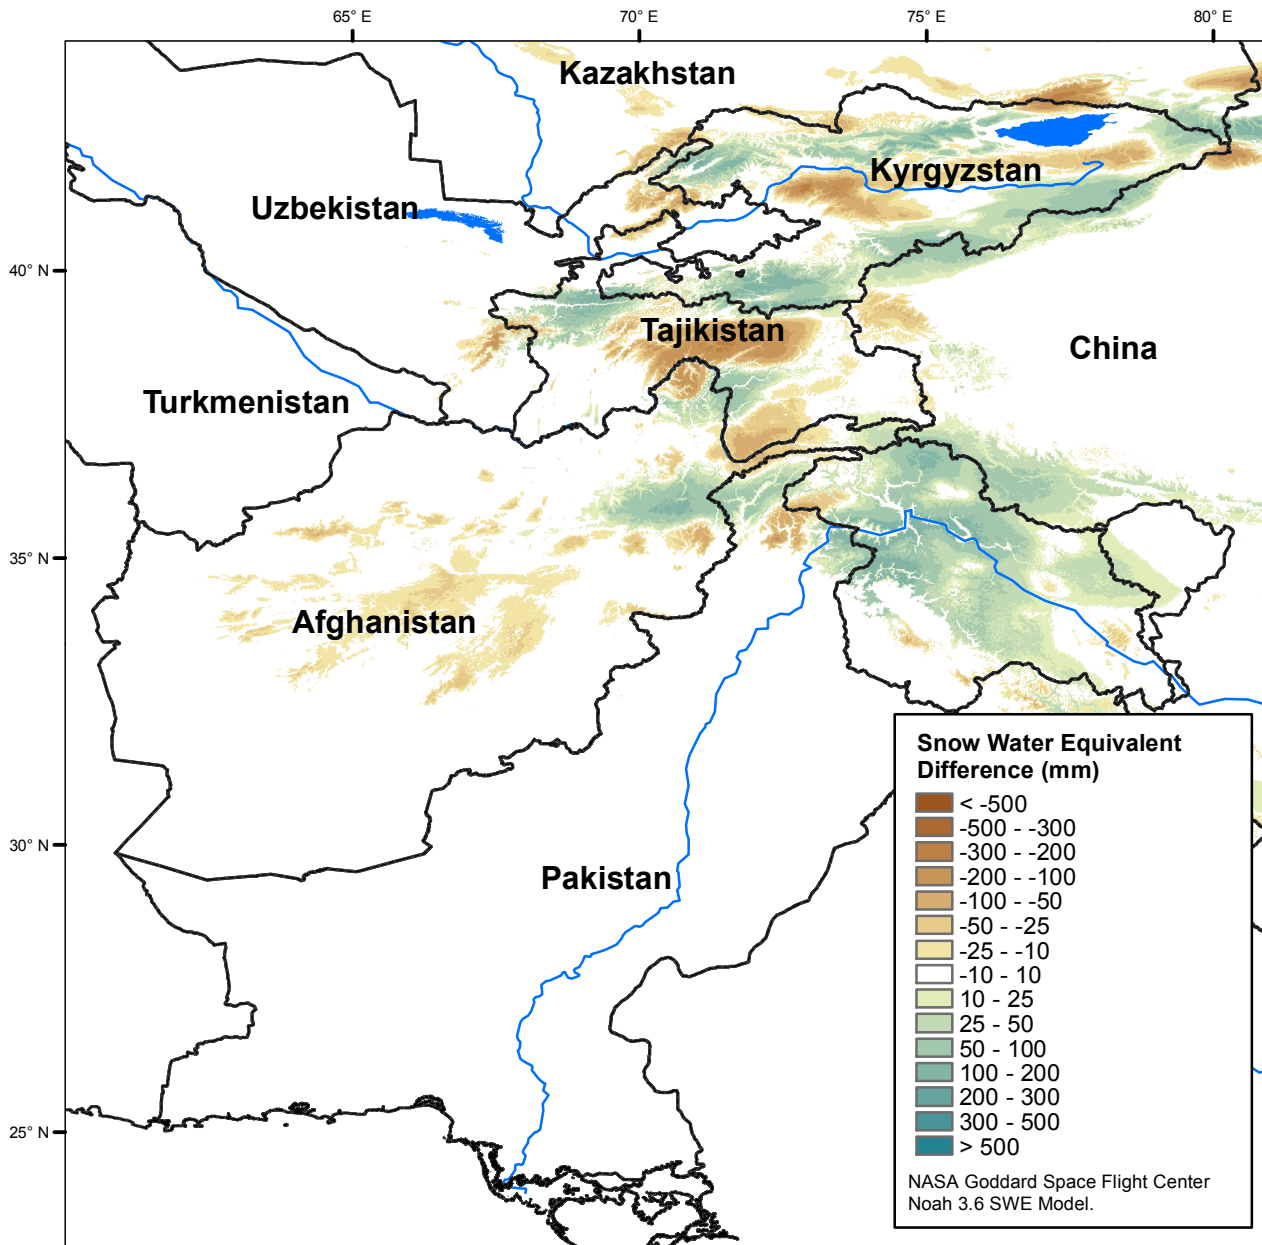 65° E
70° E
75° E
80° E
Kazakhstan
Kyrgyzstan
Uzbekistan
40° N
Tajikistan
China
Turkmenistan
35° N
Afghanistan
Snow Water Equivalent
Difference (mm)
< -500
-500 - -300
-300 - -200
-200 - -100
-100 - -50
-50 - -25
-25 - -10
-10 - 10
10 - 25
25 - 50
50 - 100
100 - 200
200 - 300
300 - 500
> 500
NASA Goddard Space Flight Center
Noah 3.6 SWE Model.
30° N
Pakistan
25° N